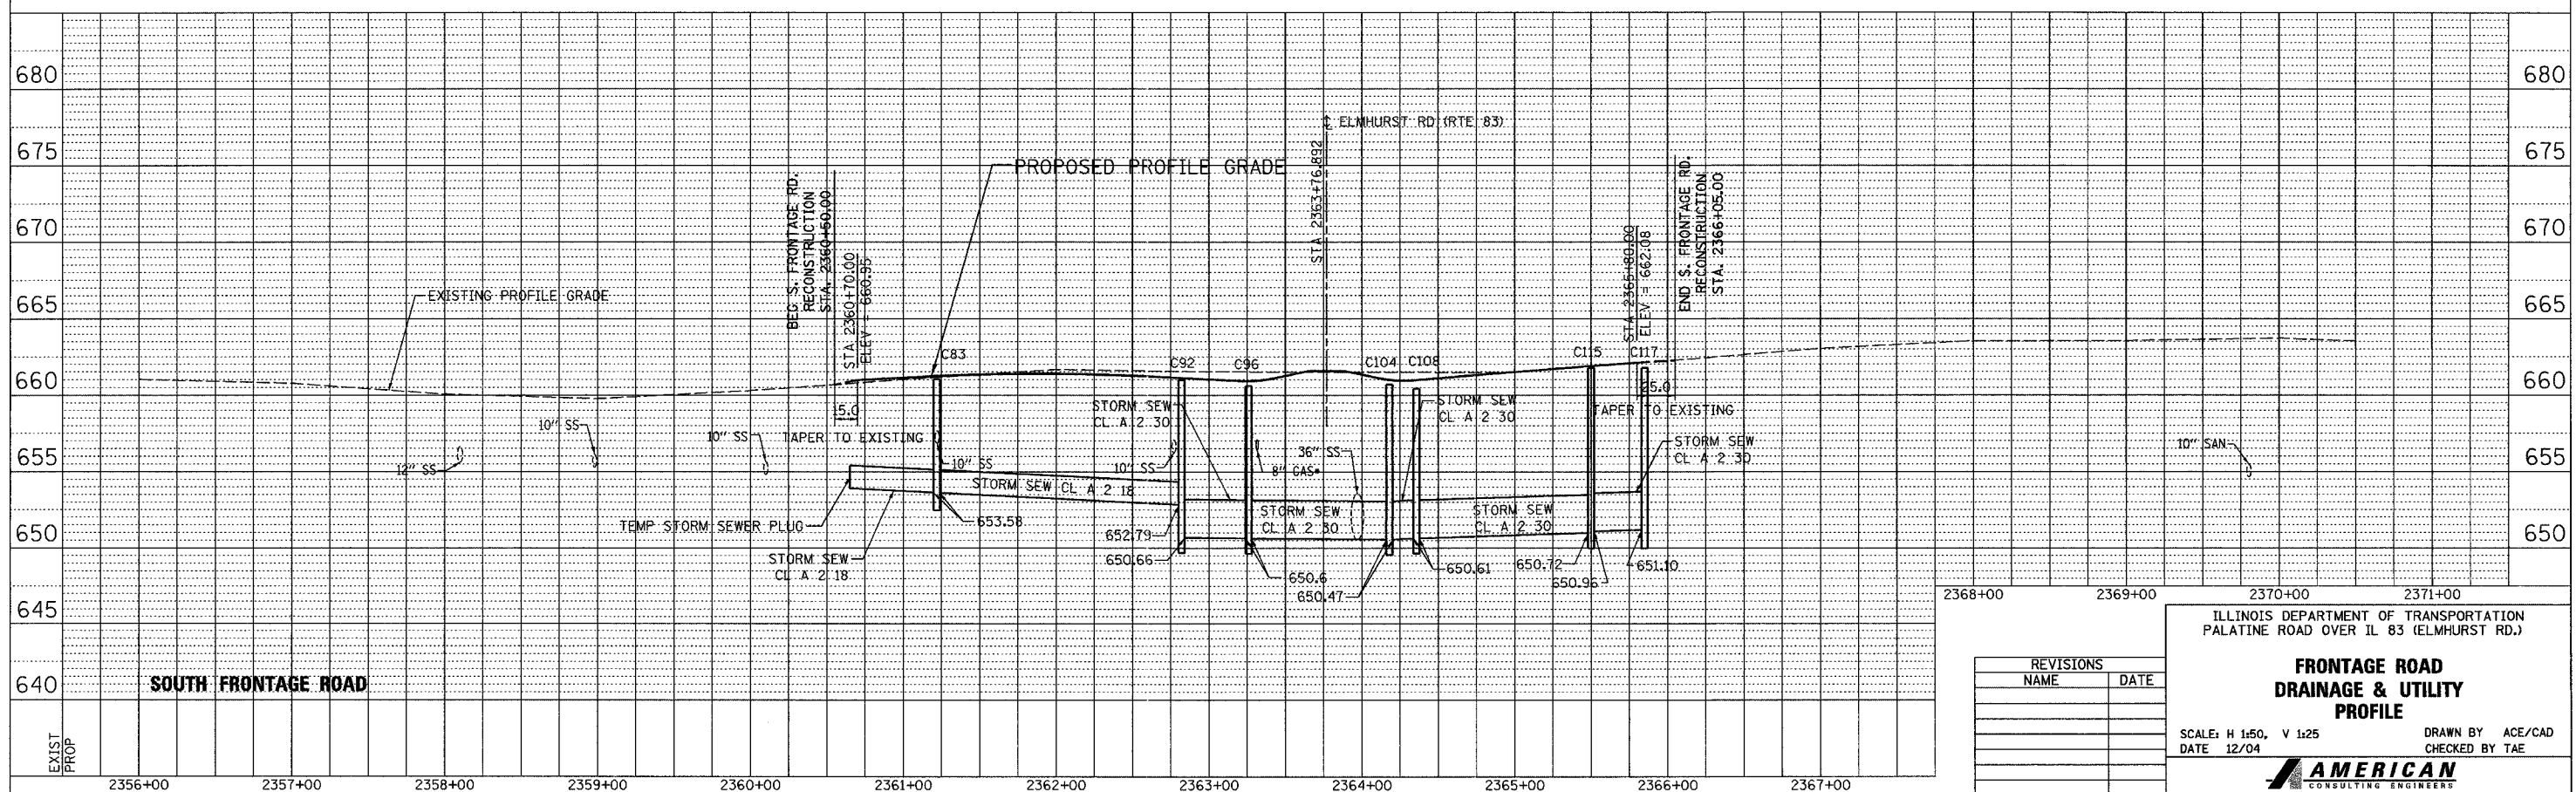 680
680
675
675
670
670
665
665
660
660
655
655
650
650
645
640
℄ ELMHURST RD (RTE 83)
STA 2363+76.892
PROPOSED PROFILE GRADE
BEG S. FRONTAGE RD.
RECONSTRUCTION
STA. 2360+50.00
STA 2360+70.00
ELEV = 660.95
END S. FRONTAGE RD.
RECONSTRUCTION
STA. 2366+05.00
STA 2365+80.00
ELEV = 662.08
EXISTING PROFILE GRADE
C83
C92
C96
C104
C108
C115
C117
15.0
25.0
TAPER TO EXISTING
TAPER TO EXISTING
STORM SEW
CL A 2 30
STORM SEW
CL A 2 30
STORM SEW
CL A 2 30
12" SS
10" SS
10" SS
10" SS
10" SS
8" GAS*
36" SS
10" SAN
STORM SEW CL A 2 18
STORM SEW
CL A 2 30
STORM SEW
CL A 2 30
TEMP STORM SEWER PLUG
STORM SEW
CL A 2 18
653.58
652.79
650.66
650.6
650.47
650.61
650.72
650.96
651.10
SOUTH FRONTAGE ROAD
EXIST
PROP
2356+00
2357+00
2358+00
2359+00
2360+00
2361+00
2362+00
2363+00
2364+00
2365+00
2366+00
2367+00
2368+00
2369+00
2370+00
2371+00
REVISIONS
NAME
DATE
ILLINOIS DEPARTMENT OF TRANSPORTATION
PALATINE ROAD OVER IL 83 (ELMHURST RD.)
FRONTAGE ROAD
DRAINAGE & UTILITY
PROFILE
SCALE: H 1:50, V 1:25
DRAWN BY ACE/CAD
DATE 12/04
CHECKED BY TAE
AMERICAN
CONSULTING ENGINEERS